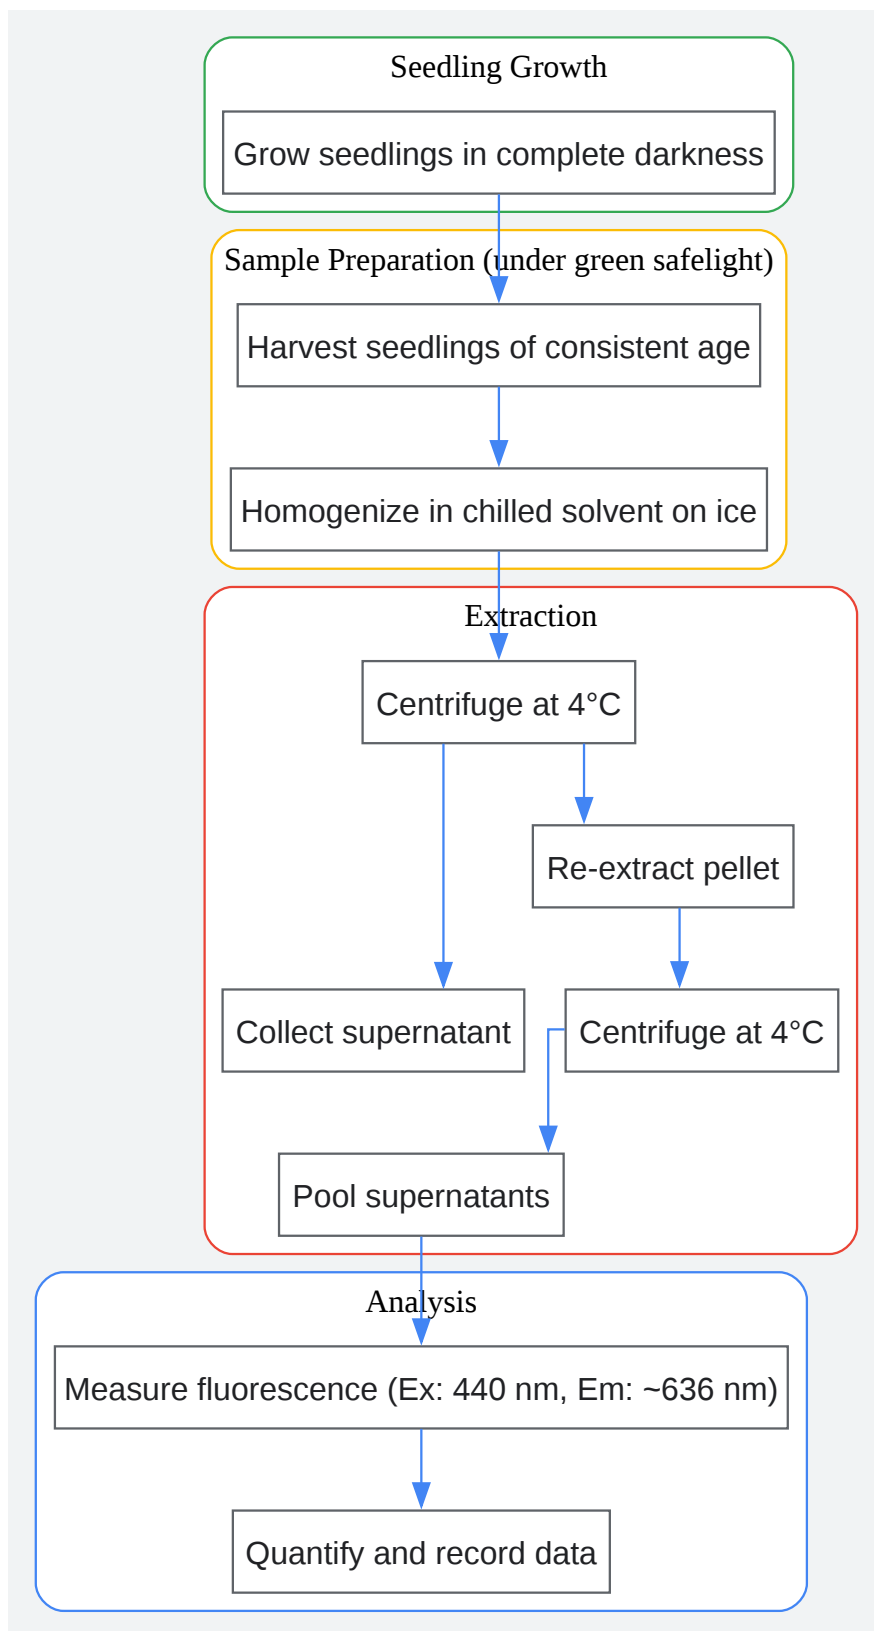 Seedling Growth
Grow seedlings in complete darkness
Sample Preparation (under green safelight)
Harvest seedlings of consistent age
Homogenize in chilled solvent on ice
Extraction
Centrifuge at 4°C
Re-extract pellet
Collect supernatant
Centrifuge at 4°C
Pool supernatants
Analysis
Measure fluorescence (Ex: 440 nm, Em: ~636 nm)
Quantify and record data